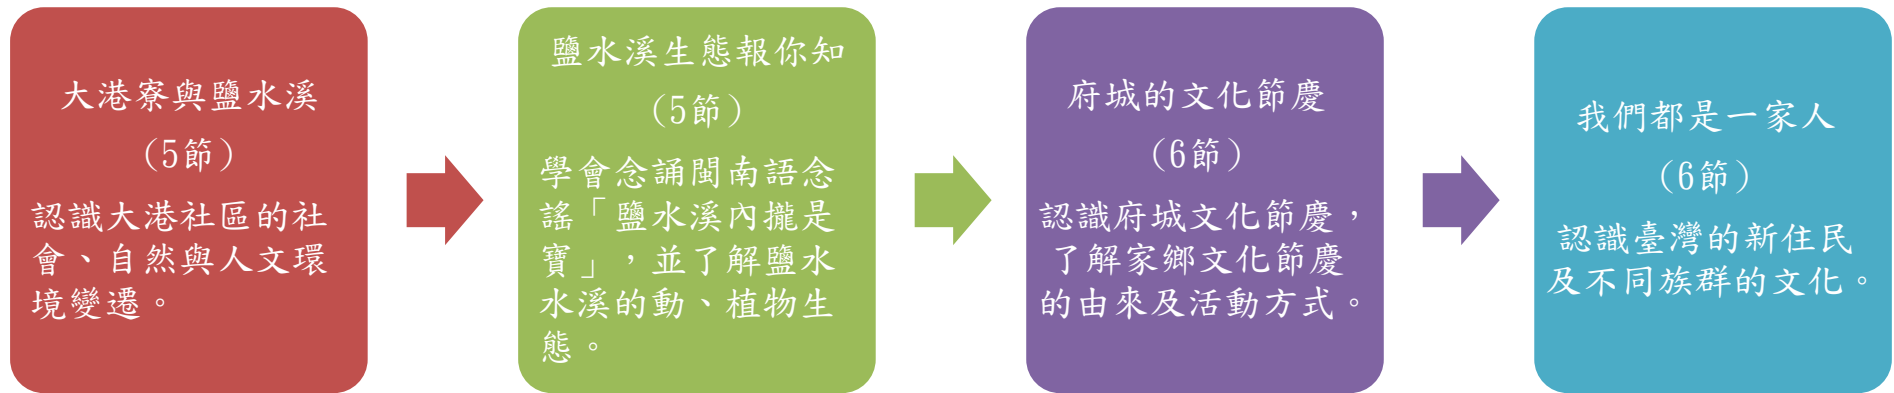 大港寮與鹽水溪
(5節)
認識大港社區的社
會、自然與人文環
境變遷。
鹽水溪生態報你知
(5節)
學會念誦閩南語念
謠「鹽水溪內攏是
寶」，並了解鹽水
水溪的動、植物生
態。
府城的文化節慶
(6節)
認識府城文化節慶，
了解家鄉文化節慶
的由來及活動方式。
我們都是一家人
(6節)
認識臺灣的新住民
及不同族群的文化。